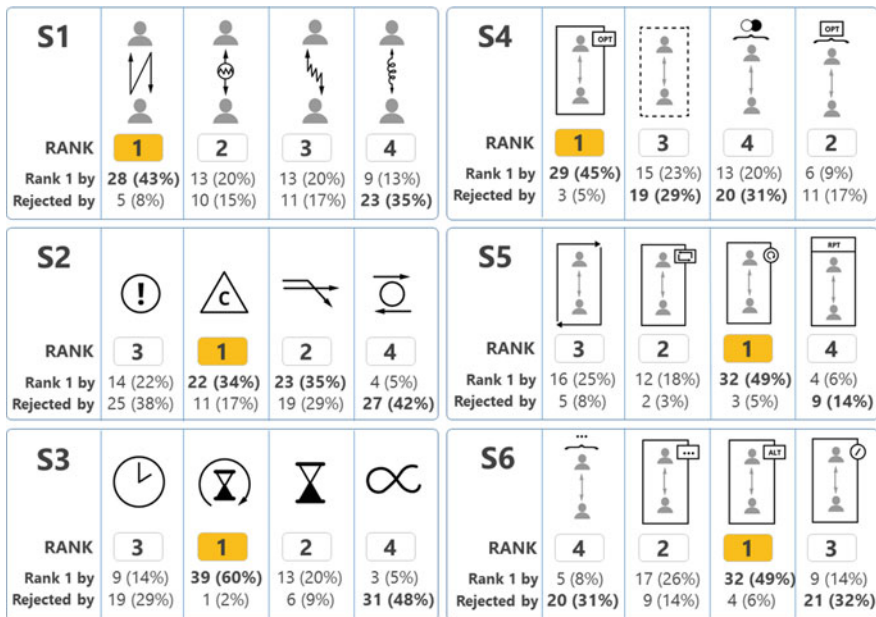 S1
RANK 1 2 3 4
Rank 1 by 28 (43%) 13 (20%) 13 (20%) 9 (13%)
Rejected by 5 (8%) 10 (15%) 11 (17%) 23 (35%)
S4
OPT OPT
RANK 1 3 4 2
Rank 1 by 29 (45%) 15 (23%) 13 (20%) 6 (9%)
Rejected by 3 (5%) 19 (29%) 20 (31%) 11 (17%)
S2
! C
RANK 3 1 2 4
Rank 1 by 14 (22%) 22 (34%) 23 (35%) 4 (5%)
Rejected by 25 (38%) 11 (17%) 19 (29%) 27 (42%)
S5
RPT
RANK 3 2 1 4
Rank 1 by 16 (25%) 12 (18%) 32 (49%) 4 (6%)
Rejected by 5 (8%) 2 (3%) 3 (5%) 9 (14%)
S3
RANK 3 1 2 4
Rank 1 by 9 (14%) 39 (60%) 13 (20%) 3 (5%)
Rejected by 19 (29%) 1 (2%) 6 (9%) 31 (48%)
S6
... ... ALT
RANK 4 2 1 3
Rank 1 by 5 (8%) 17 (26%) 32 (49%) 9 (14%)
Rejected by 20 (31%) 9 (14%) 4 (6%) 21 (32%)